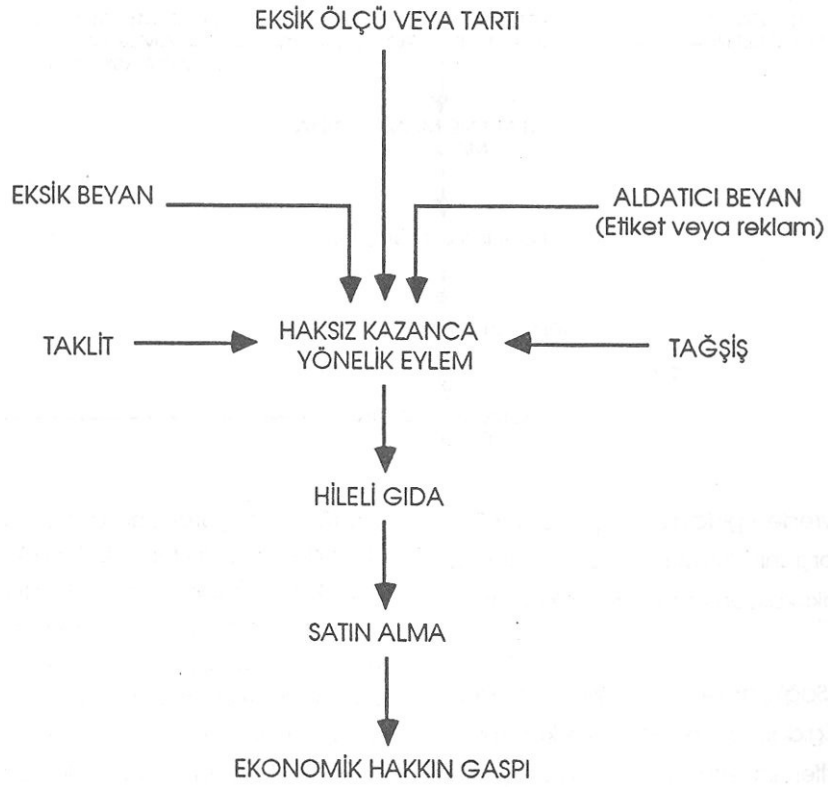 EKSİK ÖLÇÜ VEYA TARTI
EKSİK BEYAN
ALDATICI BEYAN
(Etiket veya reklam)
TAKLİT
HAKSIZ KAZANCA
YÖNELİK EYLEM
TAĞŞİŞ
HİLELİ GIDA
SATIN ALMA
EKONOMİK HAKKIN GASPI